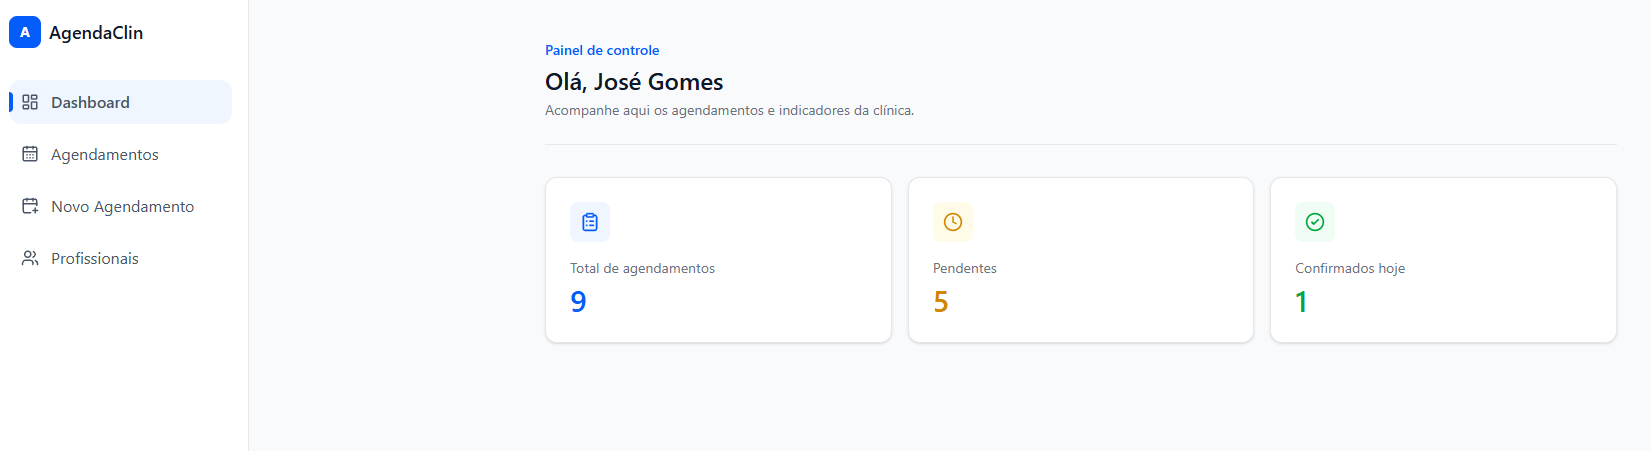 A
AgendaClin
Dashboard
Agendamentos
Novo Agendamento
Profissionais
Painel de controle
Olá, José Gomes
Acompanhe aqui os agendamentos e indicadores da clínica.
Total de agendamentos
9
Pendentes
5
Confirmados hoje
1